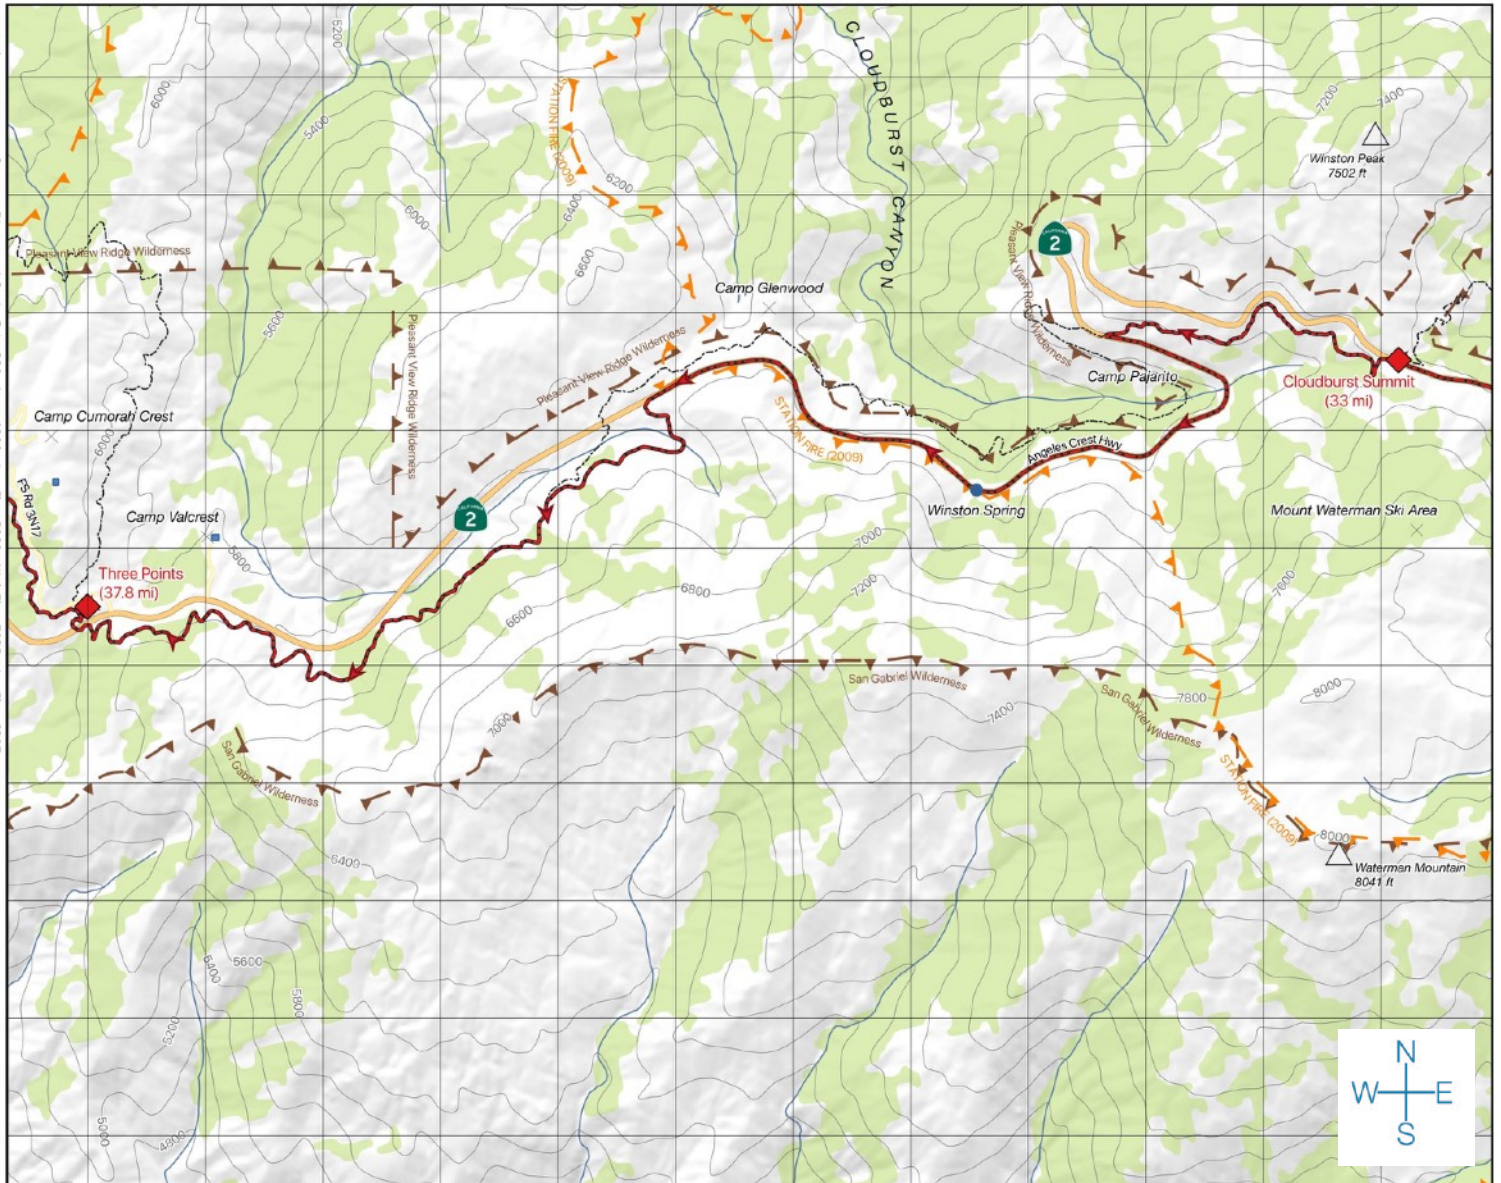 5200
6000
5400
STATION FIRE (2009)
6200
6400
6000
6600
CLOUDBURST CANYON
7200
7400
Winston Peak
7502 ft
Pleasant View Ridge Wilderness
5600
Pleasant View Ridge Wilderness
Pleasant View Ridge Wilderness
Camp Glenwood
CALIFORNIA
2
Pleasant View Ridge Wilderness
Camp Pajarito
Cloudburst Summit
(33 mi)
Camp Cumorah Crest
6000
STATION FIRE (2009)
Angeles Crest Hwy
FS Rd 3N17
Camp Valcrest
CALIFORNIA
2
Winston Spring
Mount Waterman Ski Area
5800
7000
Three Points
(37.8 mi)
6600
6800
7200
7600
San Gabriel Wilderness
San Gabriel Wilderness
7800
8000
7400
7000
San Gabriel Wilderness
STATION FIRE (2009)
8000
Waterman Mountain
8041 ft
6400
5400
5600
5800
5200
5000
4800
N
W E
S